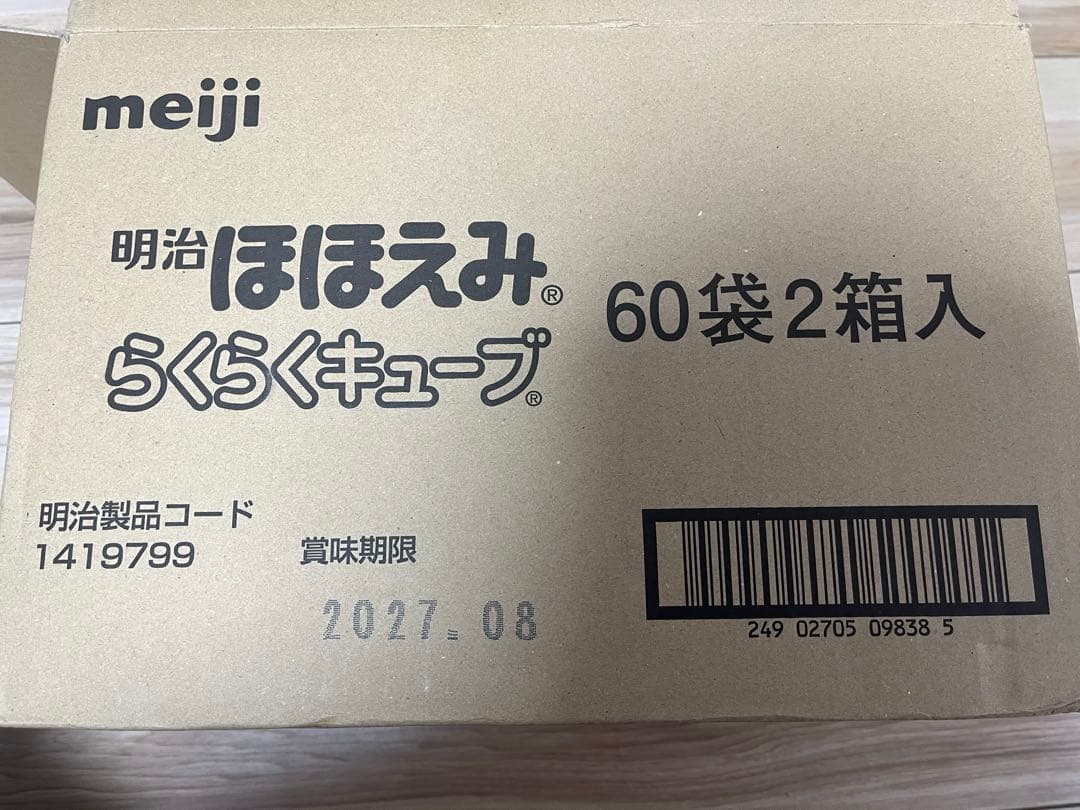 meiji
明治ほほえみ®
らくらくキューブ®
60袋2箱入
明治製品コード
1419799
賞味期限
2027.08
249 02705 09838 5